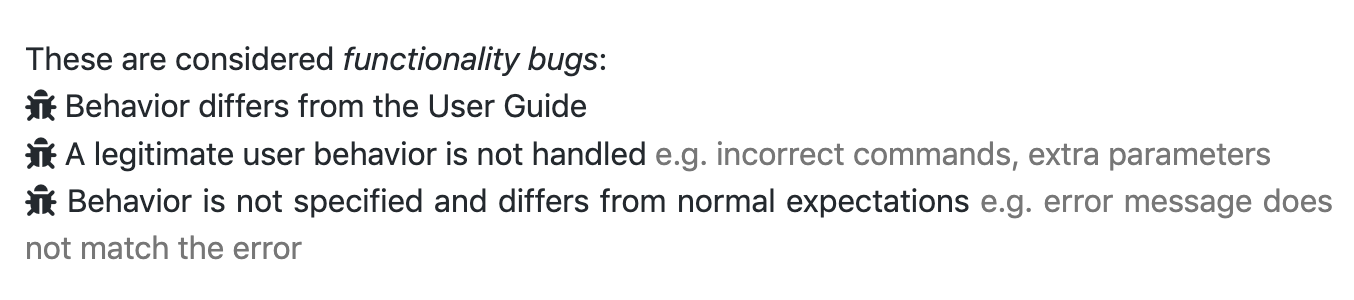 These are considered functionality bugs:
Behavior differs from the User Guide
A legitimate user behavior is not handled e.g. incorrect commands, extra parameters
Behavior is not specified and differs from normal expectations e.g. error message does
not match the error